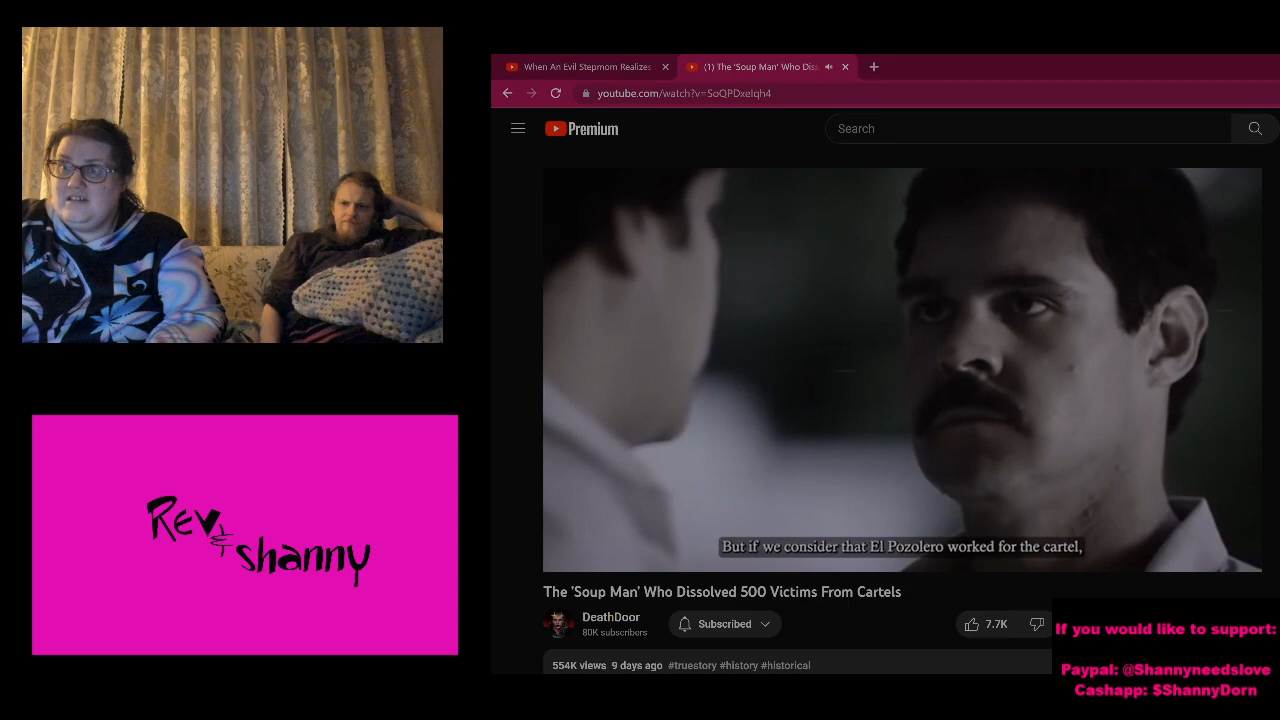 When An Evil Stepmom Realizes
(1) The 'Soup Man' Who Diss
youtube.com/watch?v=SoQPDxeIqh4
Premium
Search
But if we consider that El Pozolero worked for the cartel,
The 'Soup Man' Who Dissolved 500 Victims From Cartels
DeathDoor
80K subscribers
Subscribed
7.7K
554K views 9 days ago #truestory #history #historical
Rev
&
shanny
If you would like to support:
Paypal: @Shannyneedslove
Cashapp: $ShannyDorn